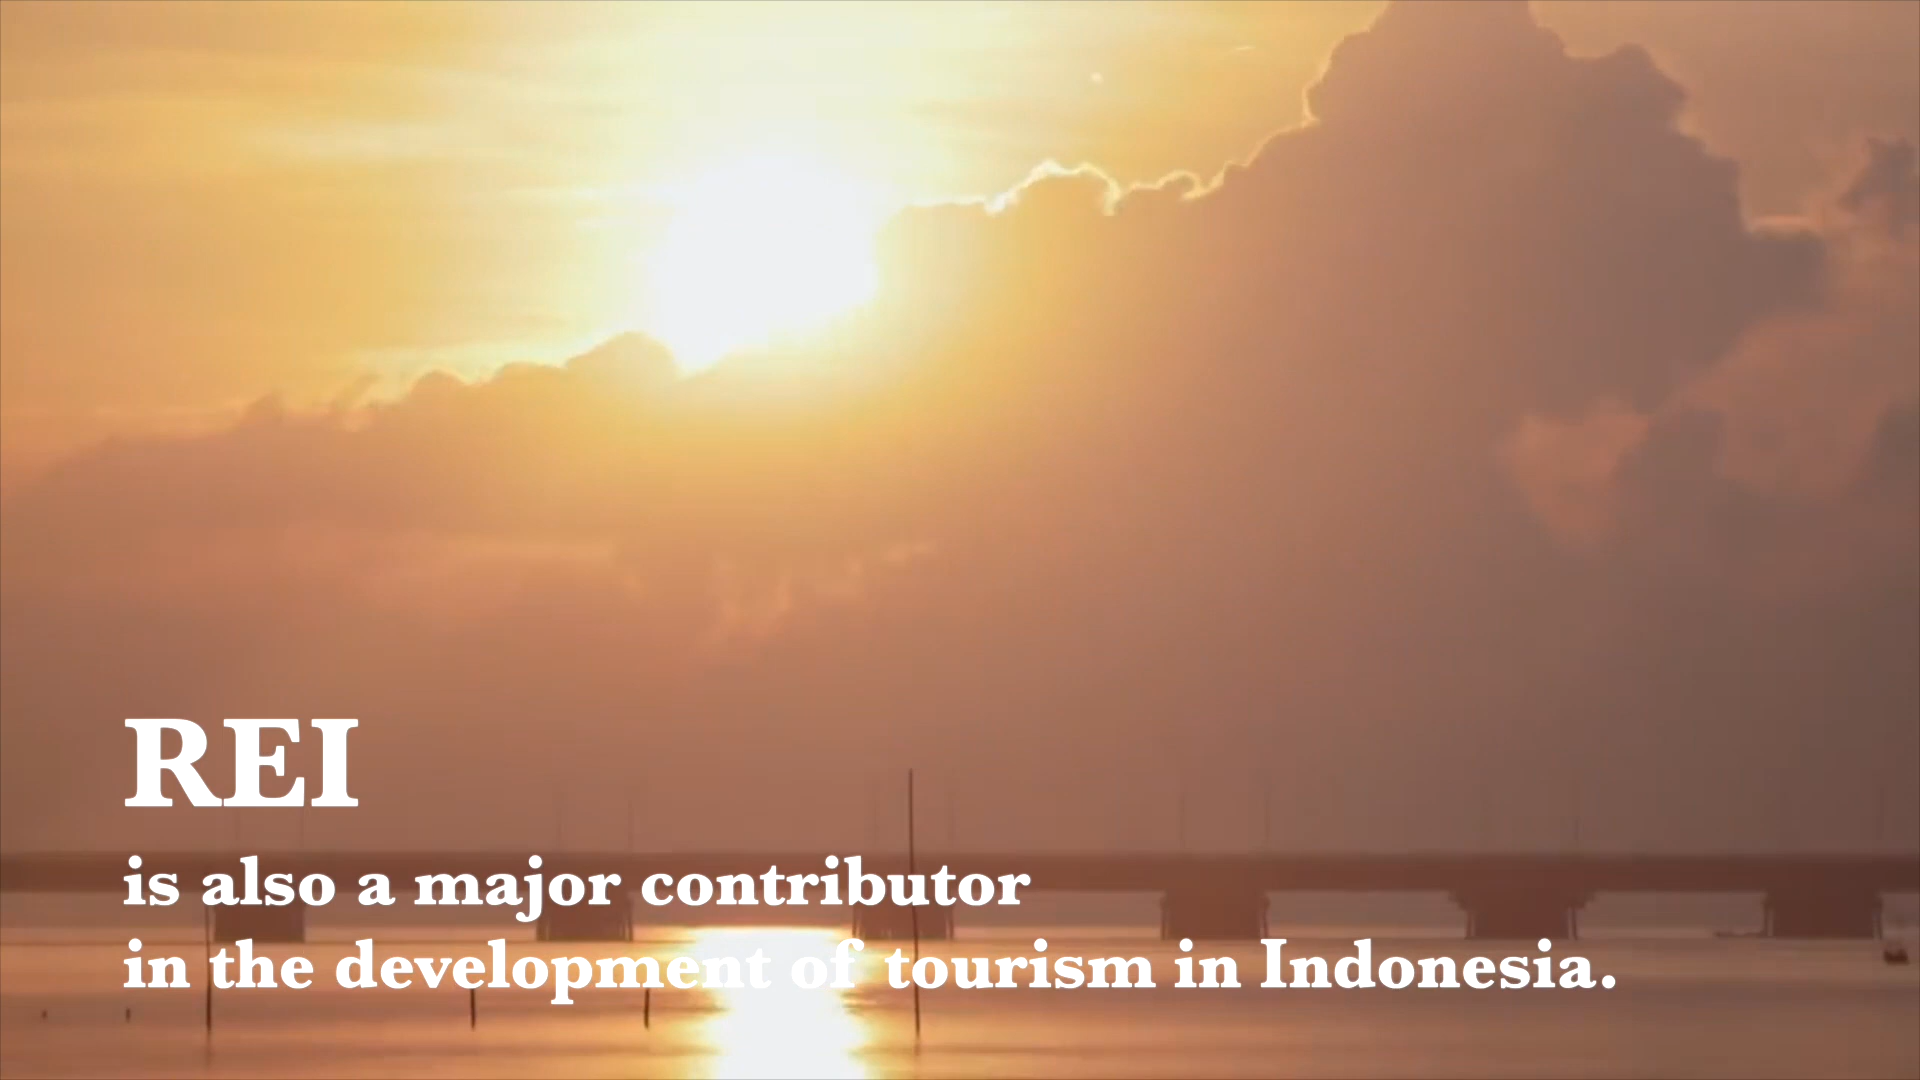 REI
is also a major contributor
in the development of tourism in Indonesia.